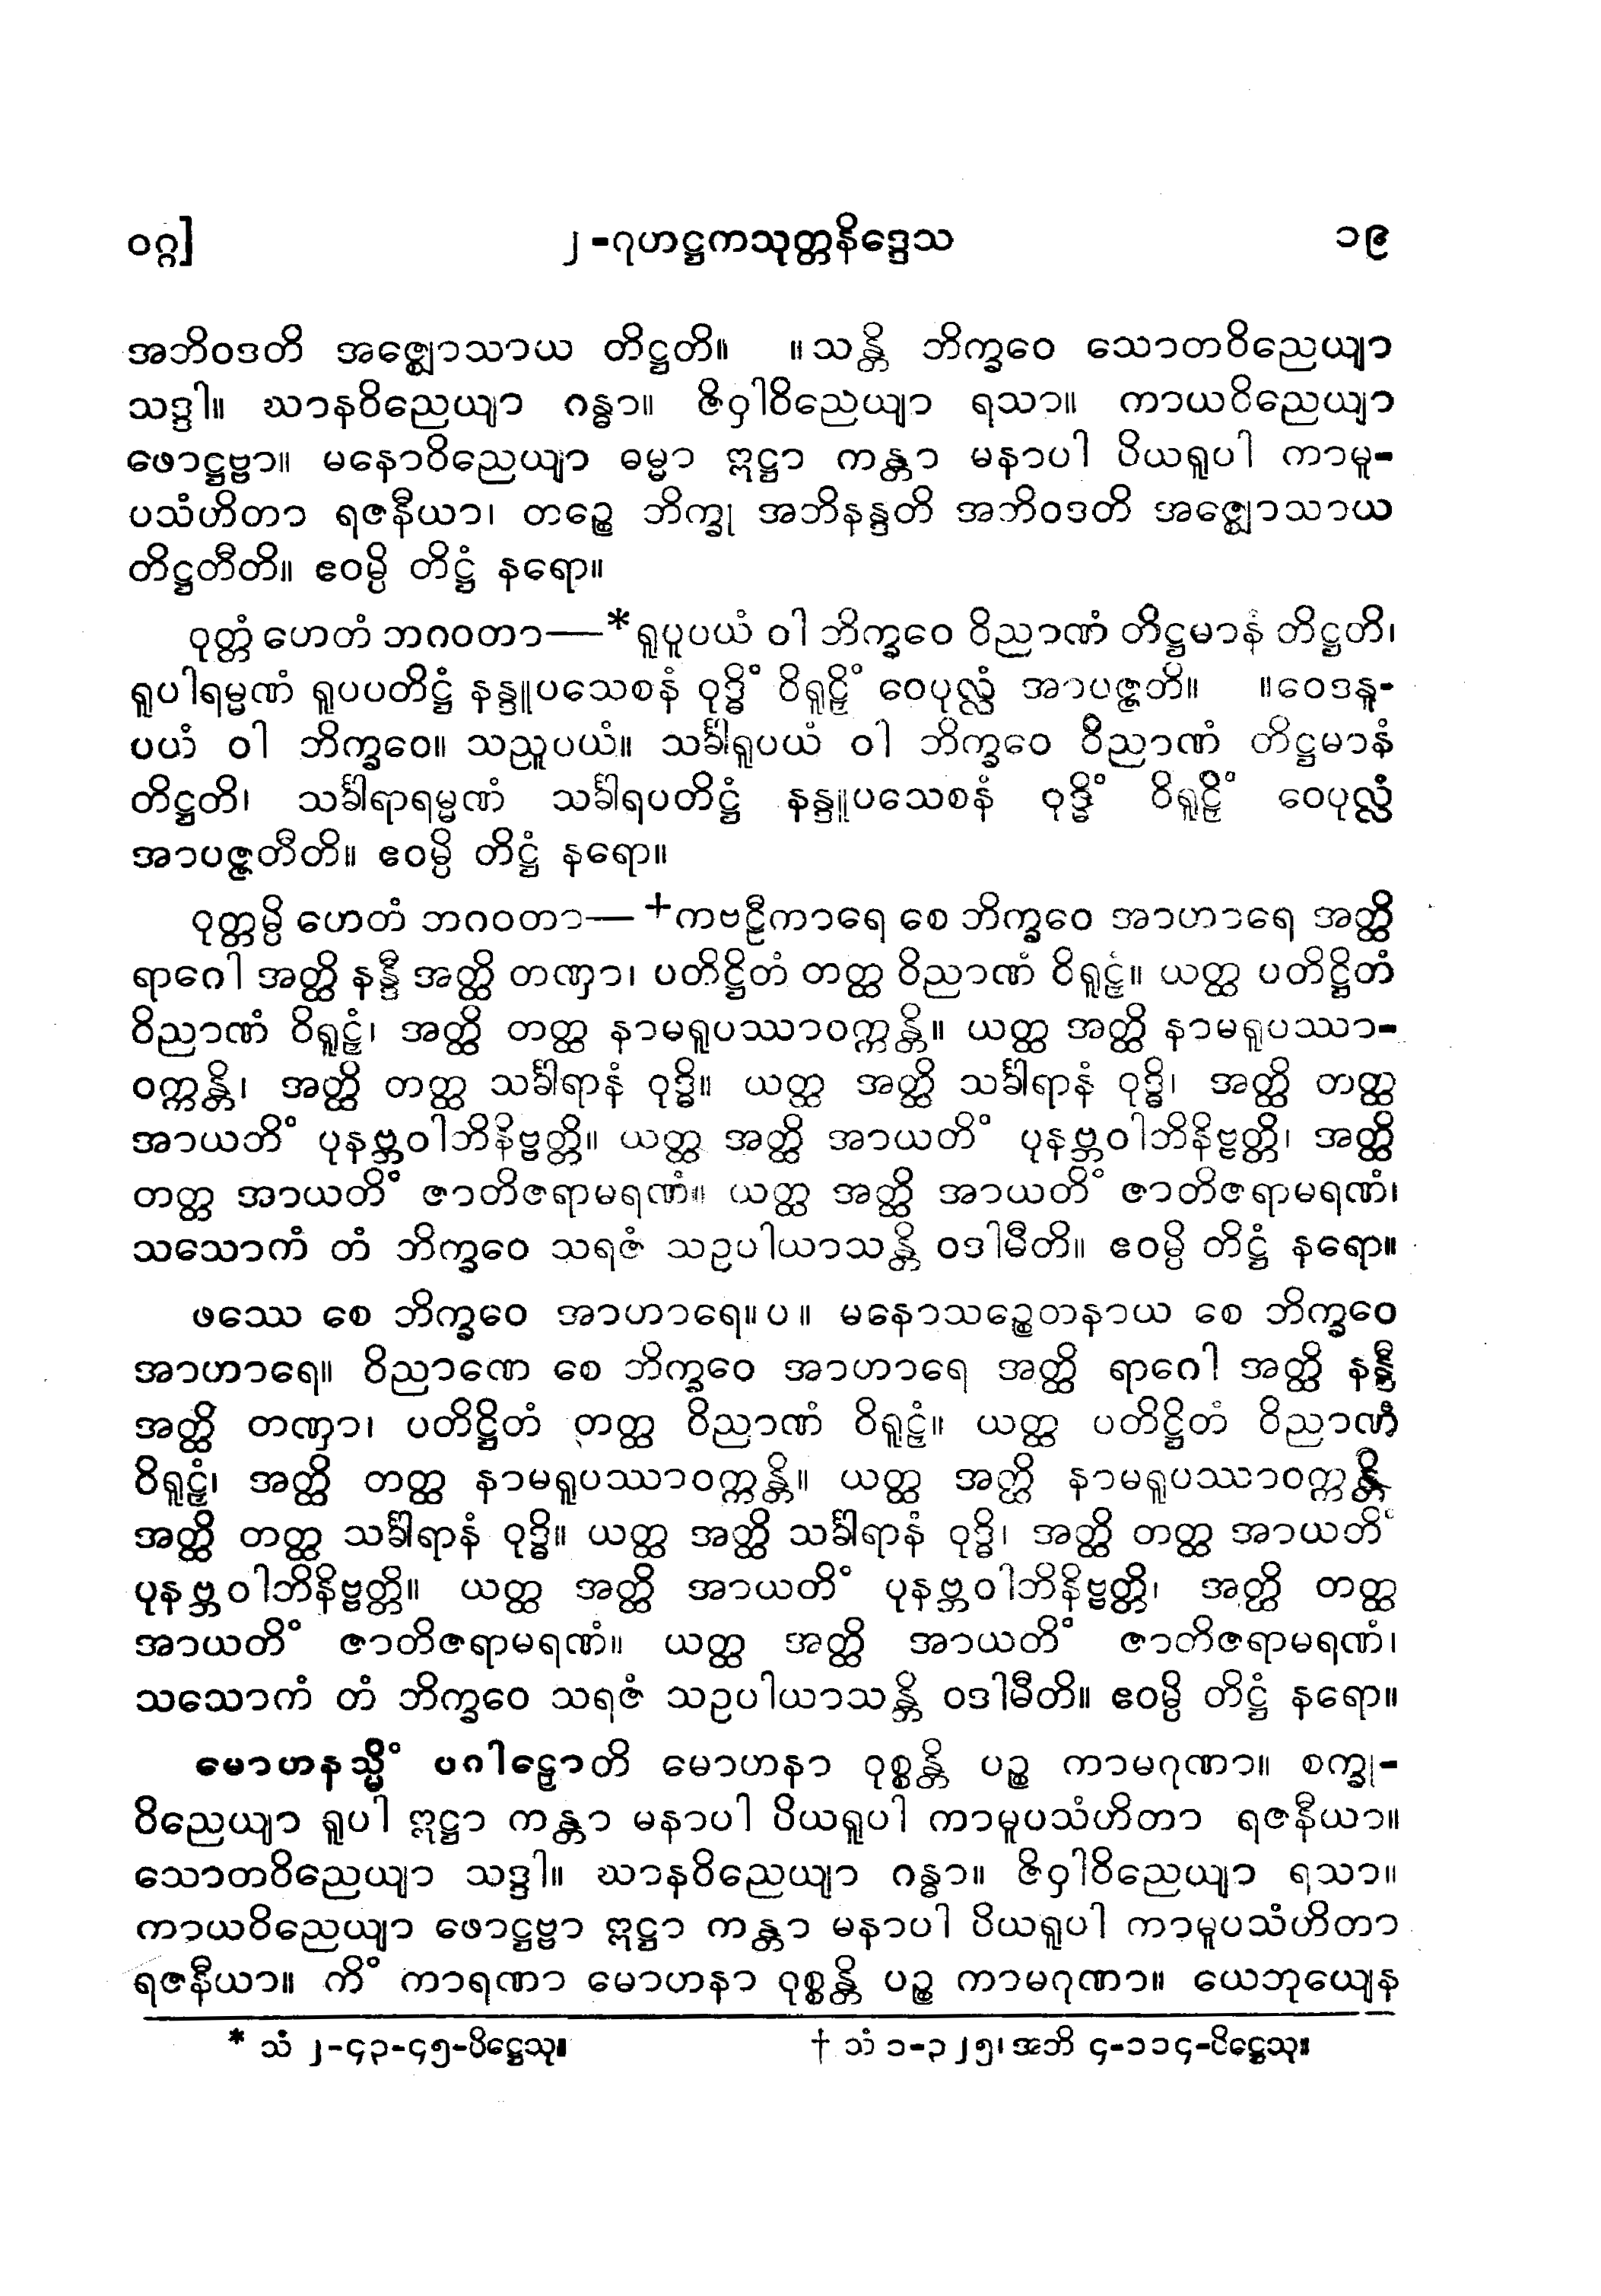 ဝဂ္ဂ] ၂-ဂုဟဋ္ဌကသုတ္တနိဒ္ဒေသ ၁၉
အဘိဝဒတိ အဇ္ဈောသာယ တိဋ္ဌတိ။ ။သန္တိ ဘိက္ခဝေ သောတဝိညေယျာ
သဒ္ဒါ။ ဃာနဝိညေယျာ ဂန္ဓာ။ ဇိဝှါဝိညေယျာ ရသာ။ ကာယဝိညေယျာ
ဖောဋ္ဌဗ္ဗာ။ မနောဝိညေယျာ ဓမ္မာ ဣဋ္ဌာ ကန္တာ မနာပါ ပိယရူပါ ကာမူ-
ပသံဟိတာ ရဇနီယာ၊ တဉ္စေ ဘိက္ခု အဘိနန္ဒတိ အဘိဝဒတိ အဇ္ဈောသာယ
တိဋ္ဌတီတိ။ ဧဝမ္ပိ တိဋ္ဌံ နရော။
ဝုတ္တံ ဟေတံ ဘဂဝတာ—*ရူပူပယံ ဝါ ဘိက္ခဝေ ဝိညာဏံ တိဋ္ဌမာနံ တိဋ္ဌတိ၊
ရူပါရမ္မဏံ ရူပပတိဋ္ဌံ နန္ဒူပသေစနံ ဝုဒ္ဓိံ ဝိရူဠှိံ ဝေပုလ္လံ အာပဇ္ဇတိ။ ။ဝေဒနူ-
ပယံ ဝါ ဘိက္ခဝေ။ သညူပယံ။ သင်္ခါရူပယံ ဝါ ဘိက္ခဝေ ဝိညာဏံ တိဋ္ဌမာနံ
တိဋ္ဌတိ၊ သင်္ခါရာရမ္မဏံ သင်္ခါရပတိဋ္ဌံ နန္ဒူပသေစနံ ဝုဒ္ဓိံ ဝိရူဠှိံ ဝေပုလ္လံ
အာပဇ္ဇတီတိ။ ဧဝမ္ပိ တိဋ္ဌံ နရော။
ဝုတ္တမ္ပိ ဟေတံ ဘဂဝတာ—+ကဗဠီကာရေ စေ ဘိက္ခဝေ အာဟာရေ အတ္ထိ
ရာဂေါ အတ္ထိ နန္ဒီ အတ္ထိ တဏှာ၊ ပတိဋ္ဌိတံ တတ္ထ ဝိညာဏံ ဝိရူဠှံ။ ယတ္ထ ပတိဋ္ဌိတံ
ဝိညာဏံ ဝိရူဠှံ၊ အတ္ထိ တတ္ထ နာမရူပဿာဝက္ကန္တိ။ ယတ္ထ အတ္ထိ နာမရူပဿာ-
ဝက္ကန္တိ၊ အတ္ထိ တတ္ထ သင်္ခါရာနံ ဝုဒ္ဓိ။ ယတ္ထ အတ္ထိ သင်္ခါရာနံ ဝုဒ္ဓိ၊ အတ္ထိ တတ္ထ
အာယတိံ ပုနဗ္ဘဝါဘိနိဗ္ဗတ္တိ။ ယတ္ထ အတ္ထိ အာယတိံ ပုနဗ္ဘဝါဘိနိဗ္ဗတ္တိ၊ အတ္ထိ
တတ္ထ အာယတိံ ဇာတိဇရာမရဏံ။ ယတ္ထ အတ္ထိ အာယတိံ ဇာတိဇရာမရဏံ၊
သသောကံ တံ ဘိက္ခဝေ သရဇံ သဥပါယာသန္တိ ဝဒါမီတိ။ ဧဝမ္ပိ တိဋ္ဌံ နရော။
ဖဿေ စေ ဘိက္ခဝေ အာဟာရေ။ပ။ မနောသဉ္စေတနာယ စေ ဘိက္ခဝေ
အာဟာရေ။ ဝိညာဏေ စေ ဘိက္ခဝေ အာဟာရေ အတ္ထိ ရာဂေါ အတ္ထိ နန္ဒီ
အတ္ထိ တဏှာ၊ ပတိဋ္ဌိတံ တတ္ထ ဝိညာဏံ ဝိရူဠှံ။ ယတ္ထ ပတိဋ္ဌိတံ ဝိညာဏံ
ဝိရူဠှံ၊ အတ္ထိ တတ္ထ နာမရူပဿာဝက္ကန္တိ။ ယတ္ထ အတ္ထိ နာမရူပဿာဝက္ကန္တိ
အတ္ထိ တတ္ထ သင်္ခါရာနံ ဝုဒ္ဓိ။ ယတ္ထ အတ္ထိ သင်္ခါရာနံ ဝုဒ္ဓိ၊ အတ္ထိ တတ္ထ အာယတိံ
ပုနဗ္ဘဝါဘိနိဗ္ဗတ္တိ။ ယတ္ထ အတ္ထိ အာယတိံ ပုနဗ္ဘဝါဘိနိဗ္ဗတ္တိ၊ အတ္ထိ တတ္ထ
အာယတိံ ဇာတိဇရာမရဏံ။ ယတ္ထ အတ္ထိ အာယတိံ ဇာတိဇရာမရဏံ၊
သသောကံ တံ ဘိက္ခဝေ သရဇံ သဥပါယာသန္တိ ဝဒါမီတိ။ ဧဝမ္ပိ တိဋ္ဌံ နရော။
မောဟနသ္မိံ ပဂါဠှောတိ မောဟနာ ဝုစ္စန္တိ ပဉ္စ ကာမဂုဏာ။ စက္ခု-
ဝိညေယျာ ရူပါ ဣဋ္ဌာ ကန္တာ မနာပါ ပိယရူပါ ကာမူပသံဟိတာ ရဇနီယာ။
သောတဝိညေယျာ သဒ္ဒါ။ ဃာနဝိညေယျာ ဂန္ဓာ။ ဇိဝှါဝိညေယျာ ရသာ။
ကာယဝိညေယျာ ဖောဋ္ဌဗ္ဗာ ဣဋ္ဌာ ကန္တာ မနာပါ ပိယရူပါ ကာမူပသံဟိတာ
ရဇနီယာ။ ကိံ ကာရဏာ မောဟနာ ဝုစ္စန္တိ ပဉ္စ ကာမဂုဏာ။ ယေဘုယျေန
* သံ ၂-၄၃-၄၅-ပိဋ္ဌေသု။ † သံ ၁-၃၂၅၊ အဘိ ၄-၁၁၄-ပိဋ္ဌေသု။